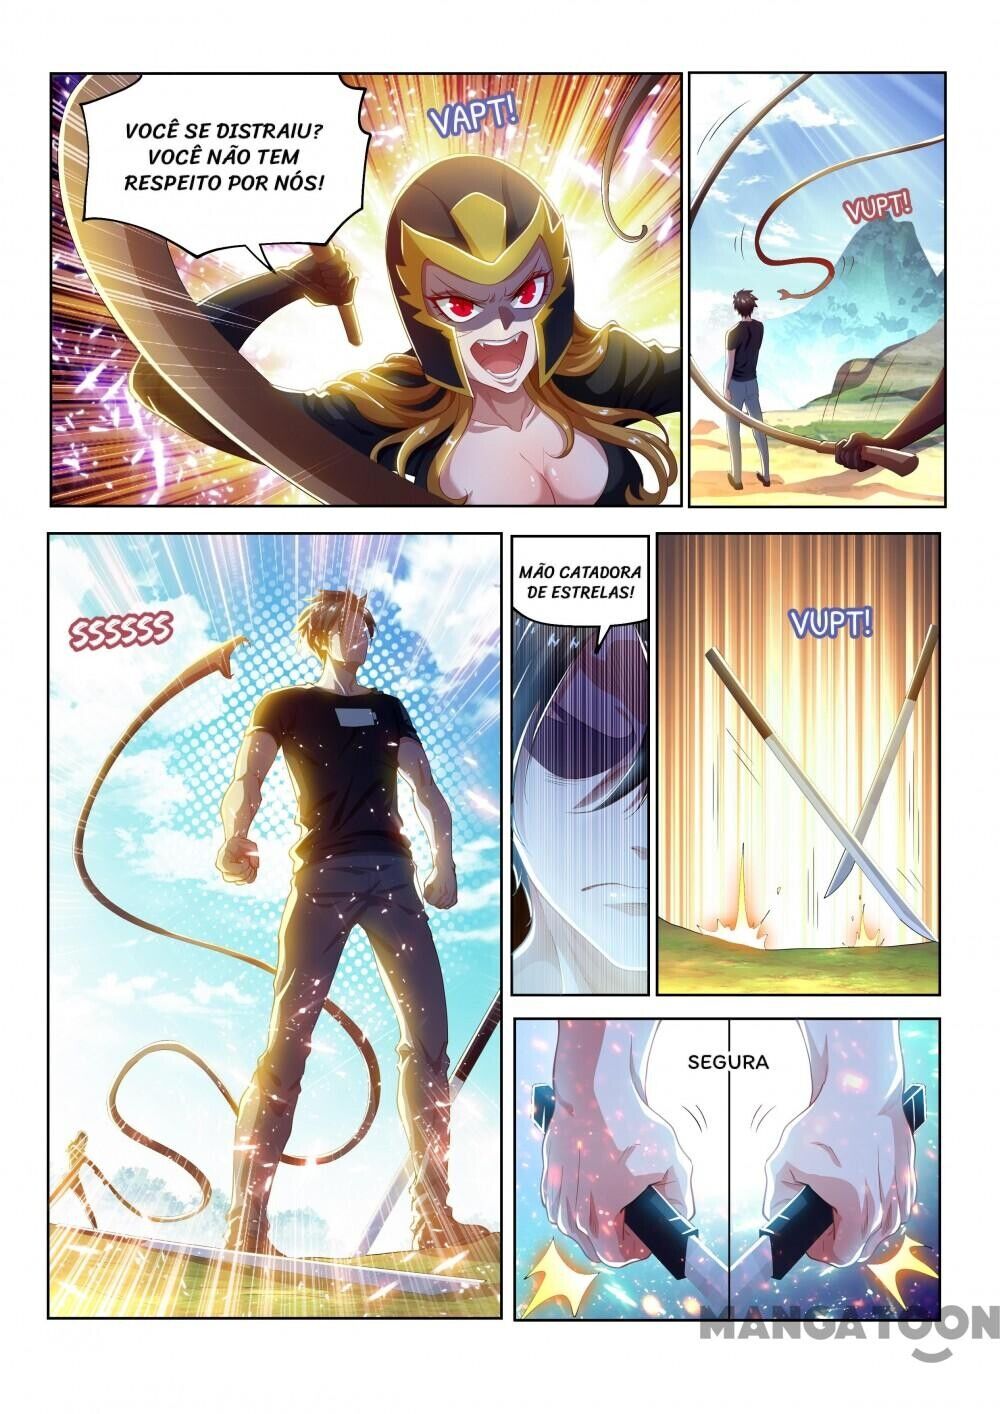 VOCÊ SE DISTRAIU?
VOCÊ NÃO TEM
RESPEITO POR NÓS!
VAPT!
VUPT!
SSSSSS
MÃO CATADORA
DE ESTRELAS!
VUPT!
SEGURA
MANGATOON